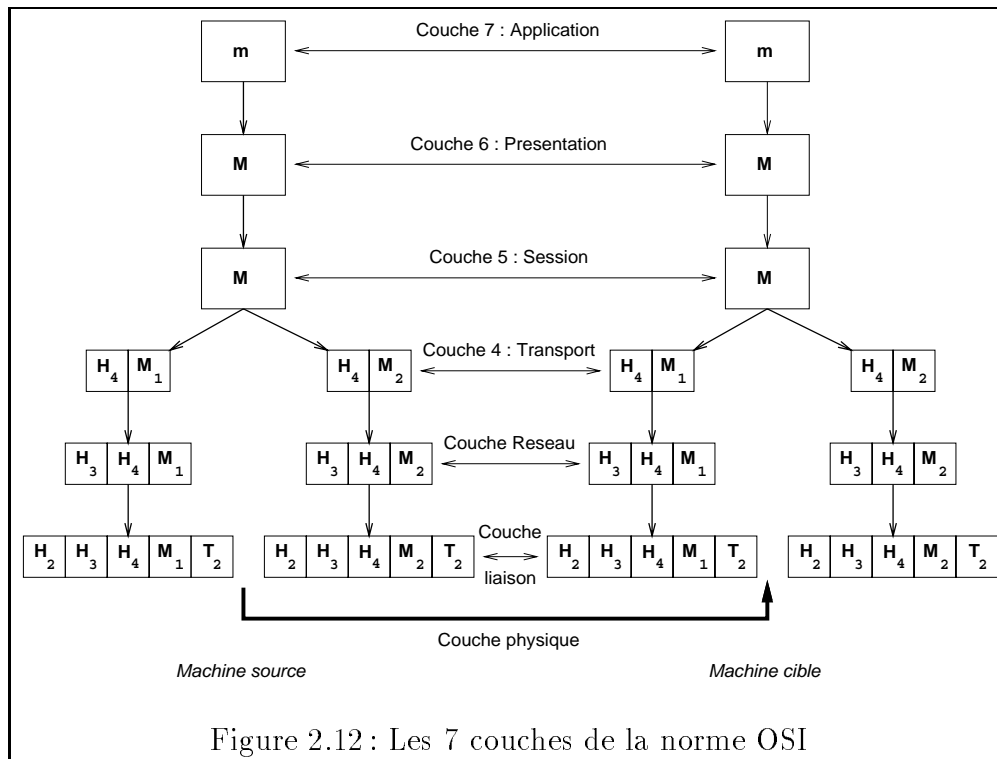 m Couche 7 : Application m
M Couche 6 : Presentation M
M Couche 5 : Session M
H4 M1 H4 M2 Couche 4 : Transport H4 M1 H4 M2
H3 H4 M1 H3 H4 M2 Couche Reseau H3 H4 M1 H3 H4 M2
Couche
H2 H3 H4 M1 T2 H2 H3 H4 M2 T2 H2 H3 H4 M1 T2 H2 H3 H4 M2 T2
liaison
Couche physique
Machine source Machine cible
Figure 2.12 : Les 7 couches de la norme OSI